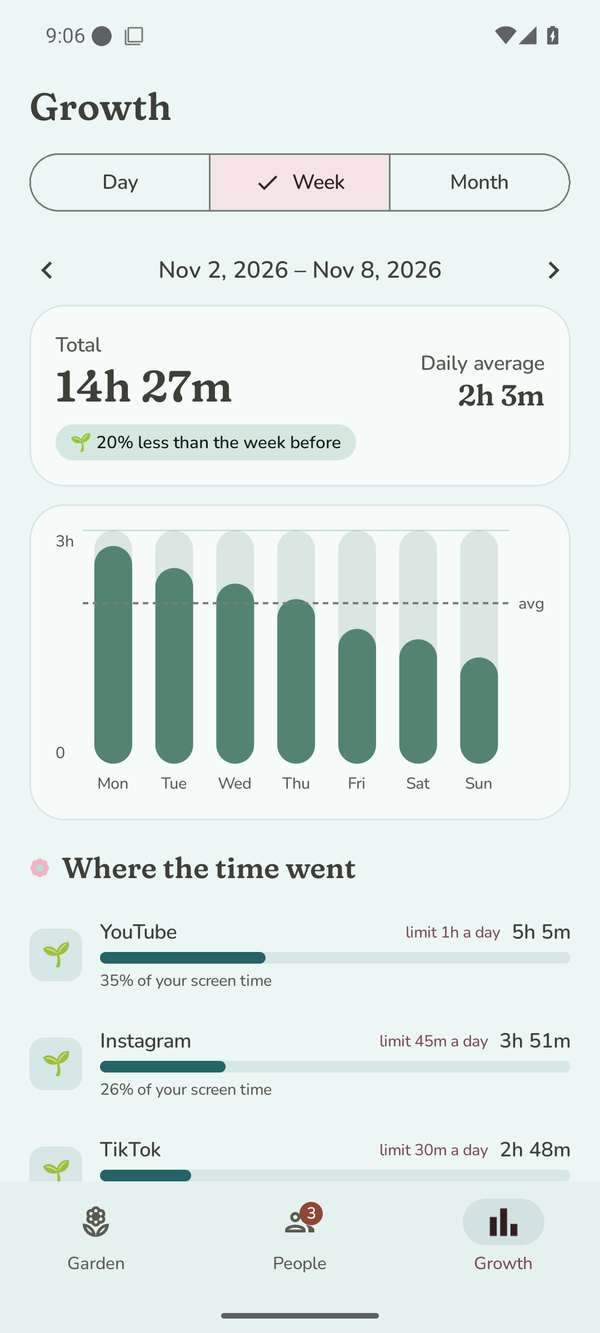 9:06
Growth
Day
Week
Month
Nov 2, 2026 – Nov 8, 2026
Total
14h 27m
Daily average
2h 3m
20% less than the week before
3h
avg
0
Mon Tue Wed Thu Fri Sat Sun
Where the time went
YouTube limit 1h a day 5h 5m
35% of your screen time
Instagram limit 45m a day 3h 51m
26% of your screen time
TikTok limit 30m a day 2h 48m
3
Garden People Growth